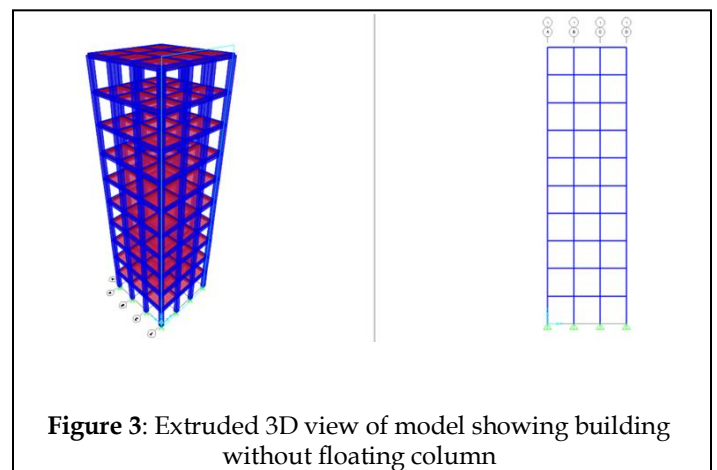 A B C D
Figure 3: Extruded 3D view of model showing building
without floating column